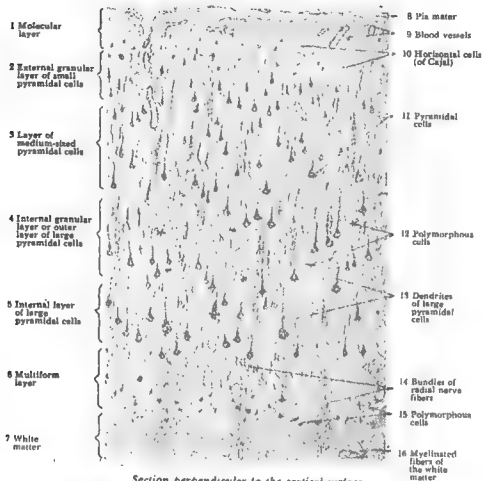 1 Molecular
layer
2 External granular
layer of small
pyramidal cells
3 Layer of
medium-sized
pyramidal cells
4 Internal granular
layer or outer
layer of large
pyramidal cells
5 Internal layer
of large
pyramidal cells
6 Multiform
layer
7 White
matter
8 Pia mater
9 Blood vessels
10 Horizontal cells
(of Cajal)
11 Pyramidal
cells
12 Polymorphous
cells
13 Dendrites
of large
pyramidal
cells
14 Bundles of
radial nerve
fibers
15 Polymorphous
cells
16 Myelinated
fibers of
the white
matter
Section perpendicular to the cortical surface